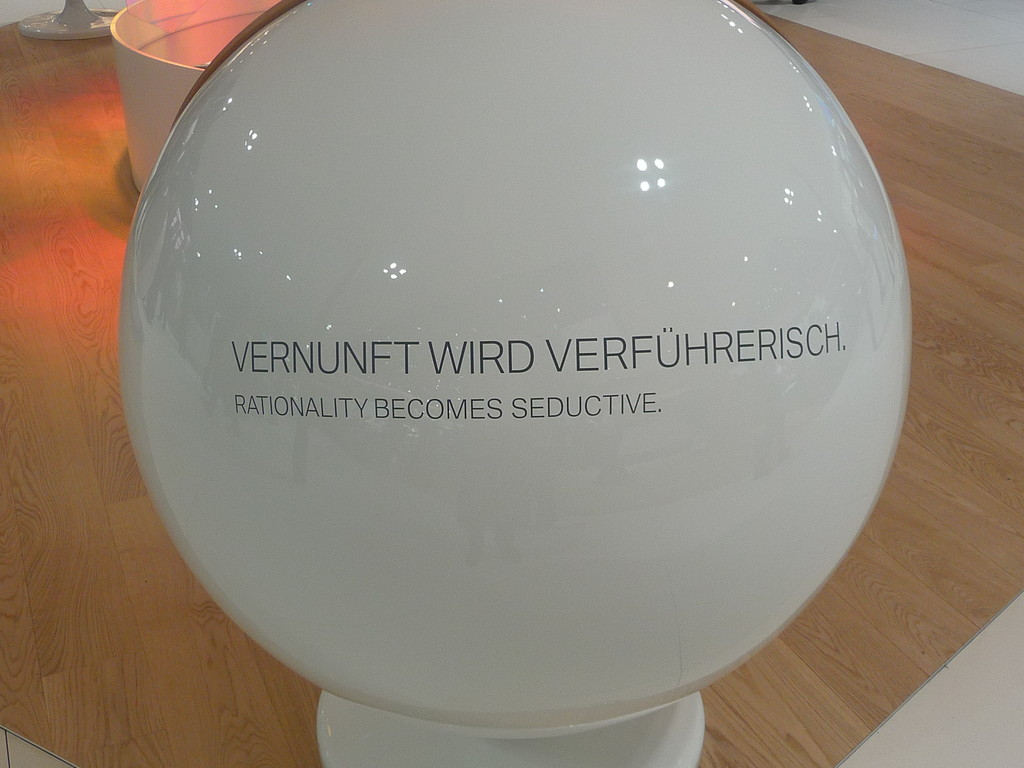 VERNUNFT WIRD VERFÜHRERISCH.
RATIONALITY BECOMES SEDUCTIVE.